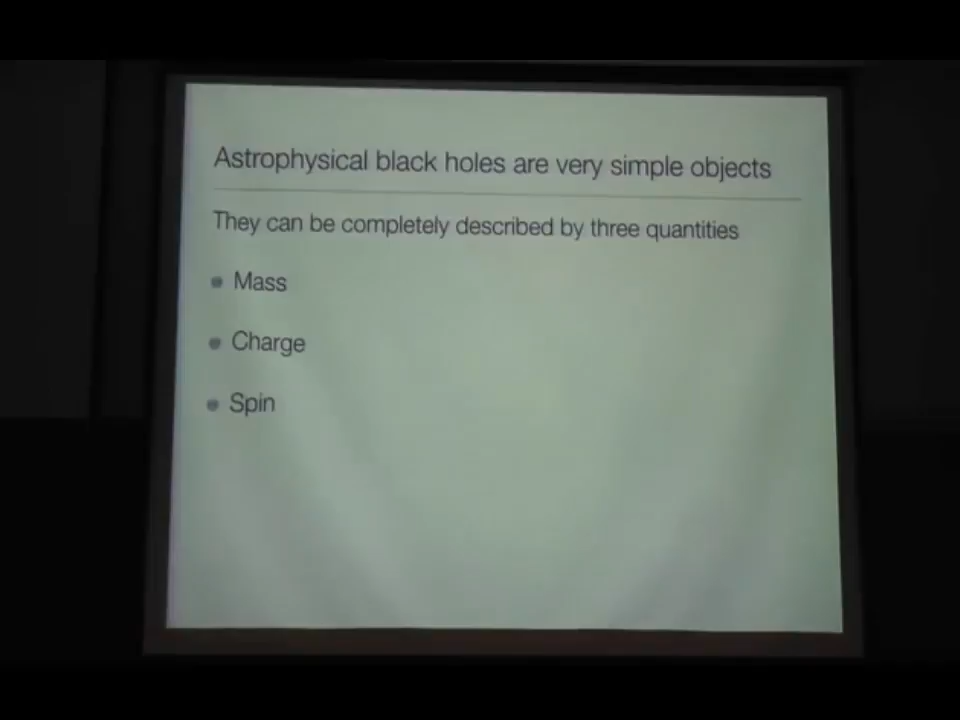 Astrophysical black holes are very simple objects
They can be completely described by three quantities
Mass
Charge
Spin